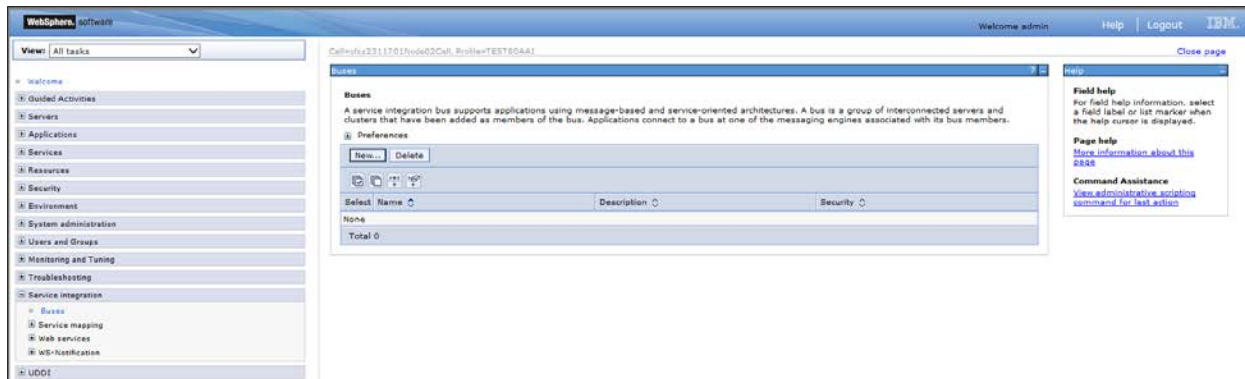 WebSphere. software
Welcome admin
Help
Logout
IBM.
View: All tasks
Welcome
Guided Activities
Servers
Applications
Services
Resources
Security
Environment
System administration
Users and Groups
Monitoring and Tuning
Troubleshooting
Service integration
Buses
Service mapping
Web services
WS-Notification
UDDI
Close page
Buses
? –
Buses
A service integration bus supports applications using message-based and service-oriented architectures. A bus is a group of interconnected servers and
clusters that have been added as members of the bus. Applications connect to a bus at one of the messaging engines associated with its bus members.
Preferences
New... Delete
Select Name Description Security
None
Total 0
Help –
Field help
For field help information, select
a field label or list marker when
the help cursor is displayed.
Page help
More information about this
page
Command Assistance
View administrative scripting
command for last action